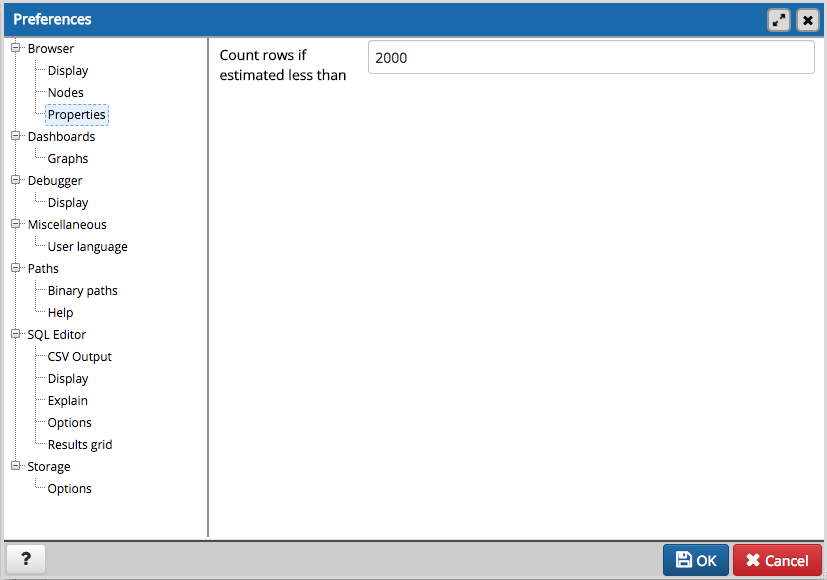 Preferences
Browser
Display
Nodes
Properties
Dashboards
Graphs
Debugger
Display
Miscellaneous
User language
Paths
Binary paths
Help
SQL Editor
CSV Output
Display
Explain
Options
Results grid
Storage
Options
Count rows if
estimated less than
2000
?
OK
Cancel